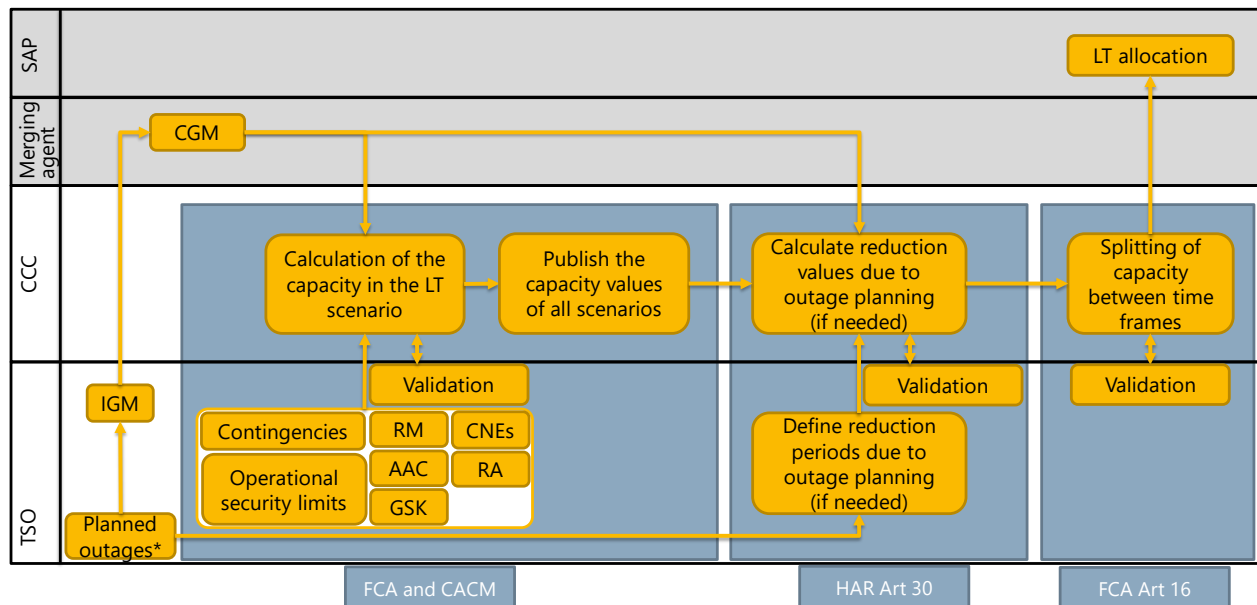 SAP
LT allocation
Merging
agent
CGM
CCC
Calculation of the
capacity in the LT
scenario
Publish the
capacity values
of all scenarios
Calculate reduction
values due to
outage planning
(if needed)
Splitting of
capacity
between time
frames
TSO
IGM
Validation
Validation
Validation
Contingencies
RM
CNEs
Operational
security limits
AAC
RA
GSK
Define reduction
periods due to
outage planning
(if needed)
Planned
outages*
FCA and CACM
HAR Art 30
FCA Art 16